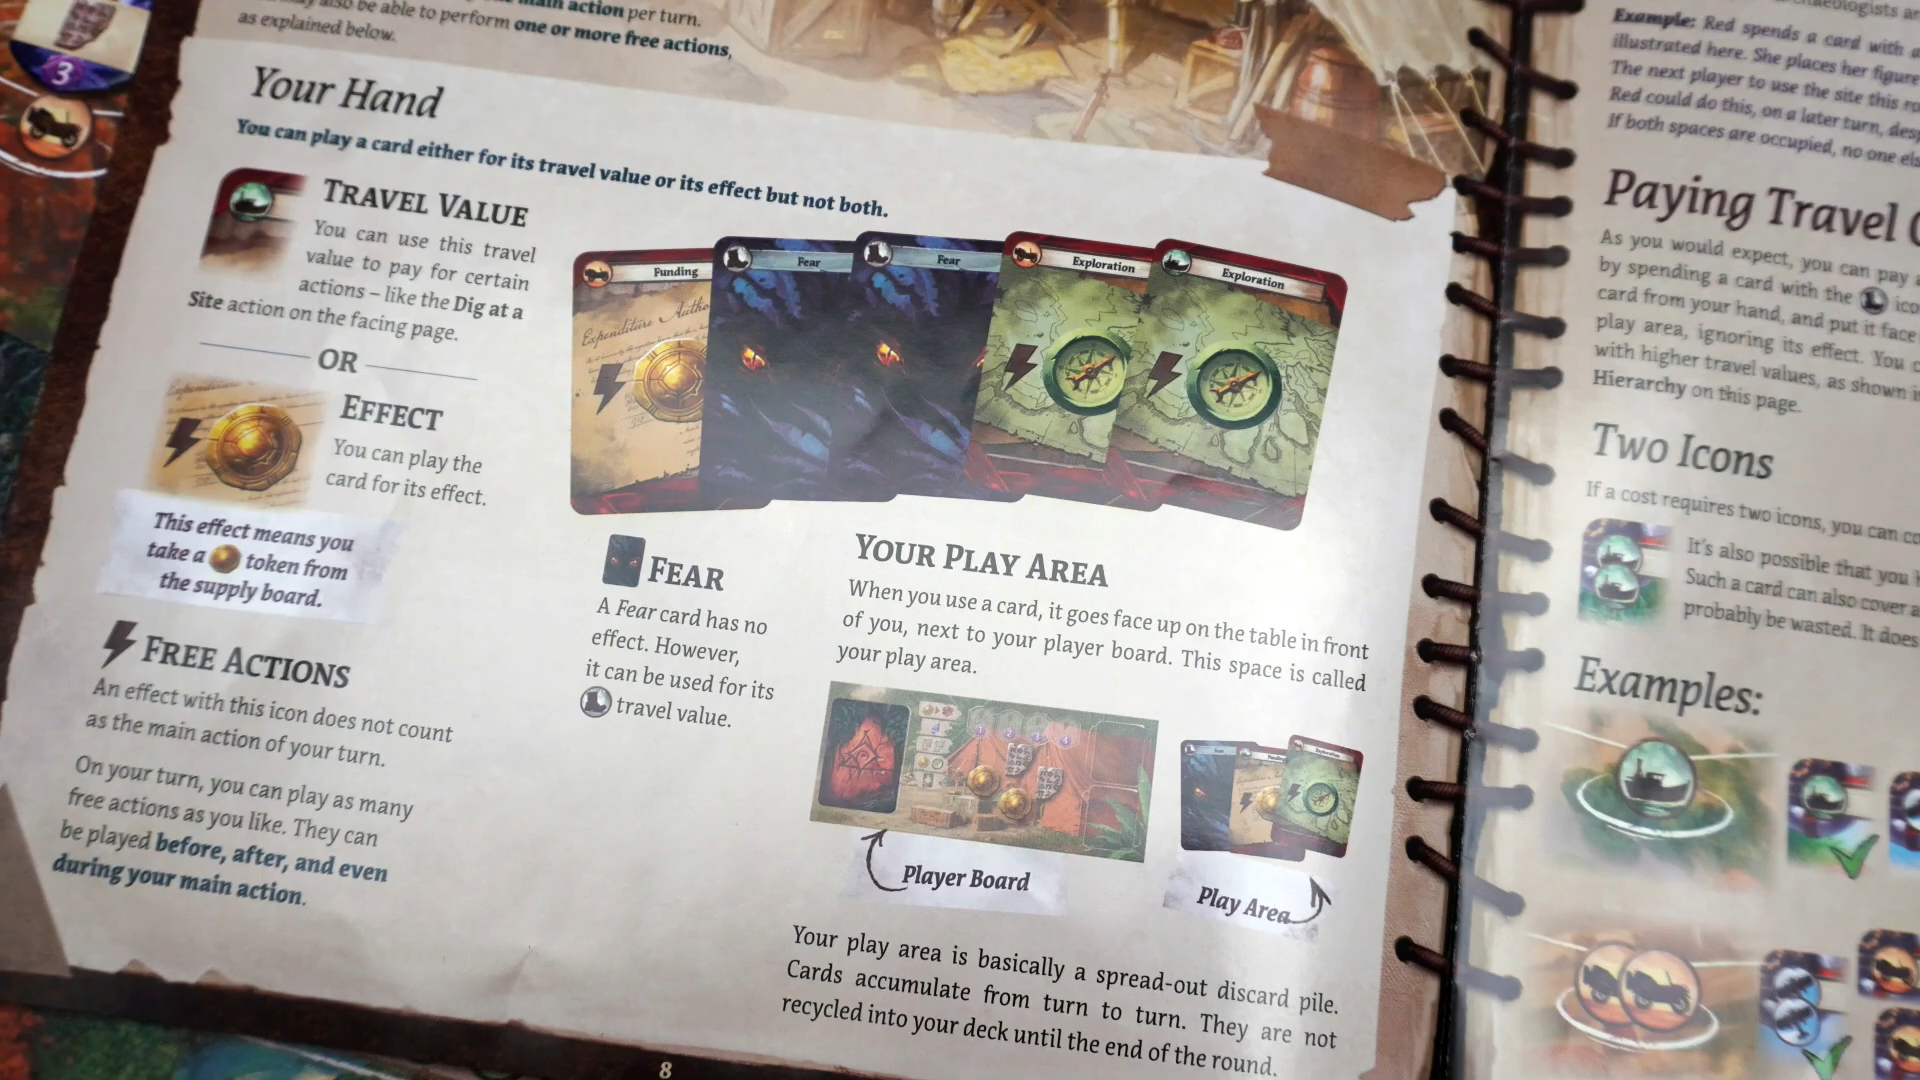 3
main action per turn.
may also be able to perform one or more free actions,
as explained below.
Your Hand
You can play a card either for its travel value or its effect but not both.
TRAVEL VALUE
You can use this travel
value to pay for certain
actions – like the Dig at a
Site action on the facing page.
OR
EFFECT
You can play the
card for its effect.
This effect means you
take a token from
the supply board.
FREE ACTIONS
An effect with this icon does not count
as the main action of your turn.
On your turn, you can play as many
free actions as you like. They can
be played before, after, and even
during your main action.
Funding
Expenditure
Fear
Fear
Exploration
Exploration
FEAR
A Fear card has no
effect. However,
it can be used for its
travel value.
YOUR PLAY AREA
When you use a card, it goes face up on the table in front
of you, next to your player board. This space is called
your play area.
Exploration
Player Board
Play Area
Your play area is basically a spread-out discard pile.
Cards accumulate from turn to turn. They are not
recycled into your deck until the end of the round.
8
Example: Red spends a card with
illustrated here. She places her figure
The next player to use the site this
Red could do this, on a later turn,
If both spaces are occupied, no one
Paying Travel
As you would expect, you can pay
by spending a card with the
card from your hand, and put it face
play area, ignoring its effect. You
with higher travel values, as shown
Hierarchy on this page.
Two Icons
If a cost requires two icons, you can
It's also possible that you
Such a card can also cover
probably be wasted. It does
Examples: